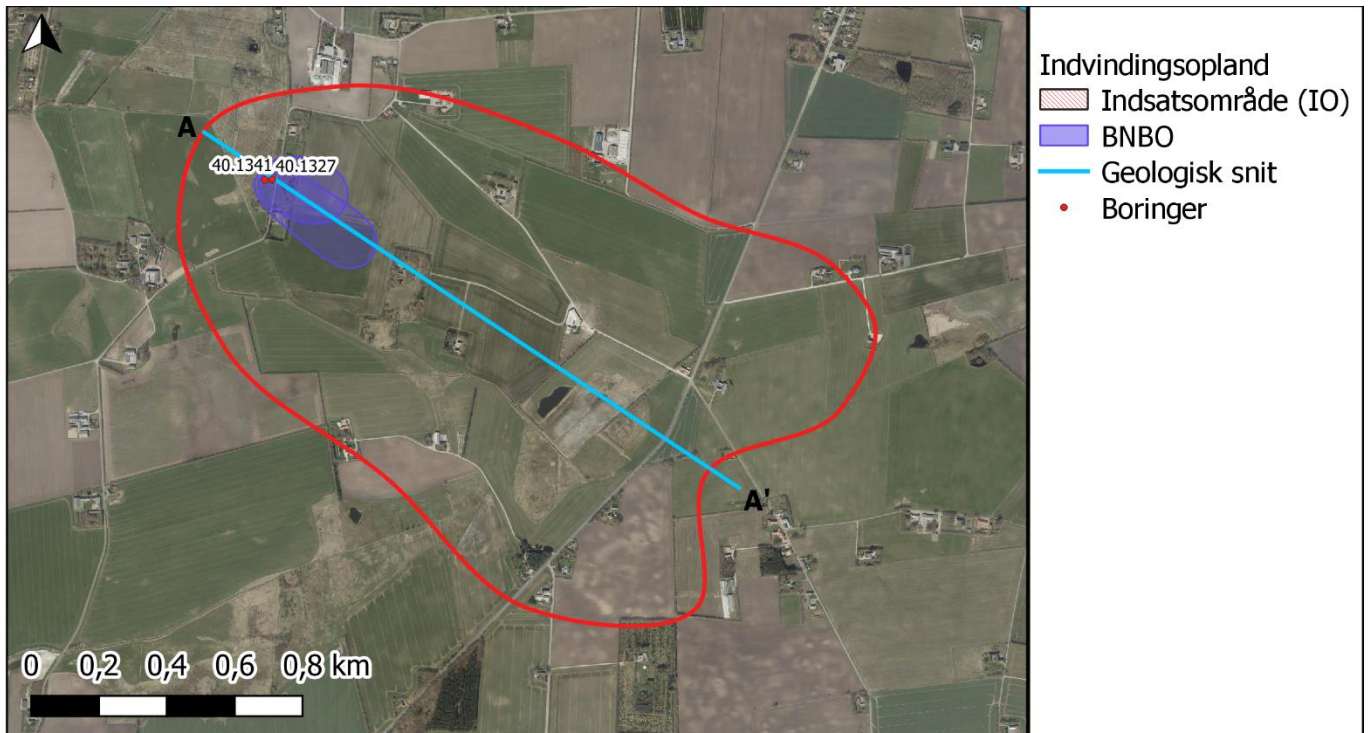 A
40.1341 40.1327
A'
0 0,2 0,4 0,6 0,8 km
Indvindingsopland
Indsatsområde (IO)
BNBO
Geologisk snit
Boringer